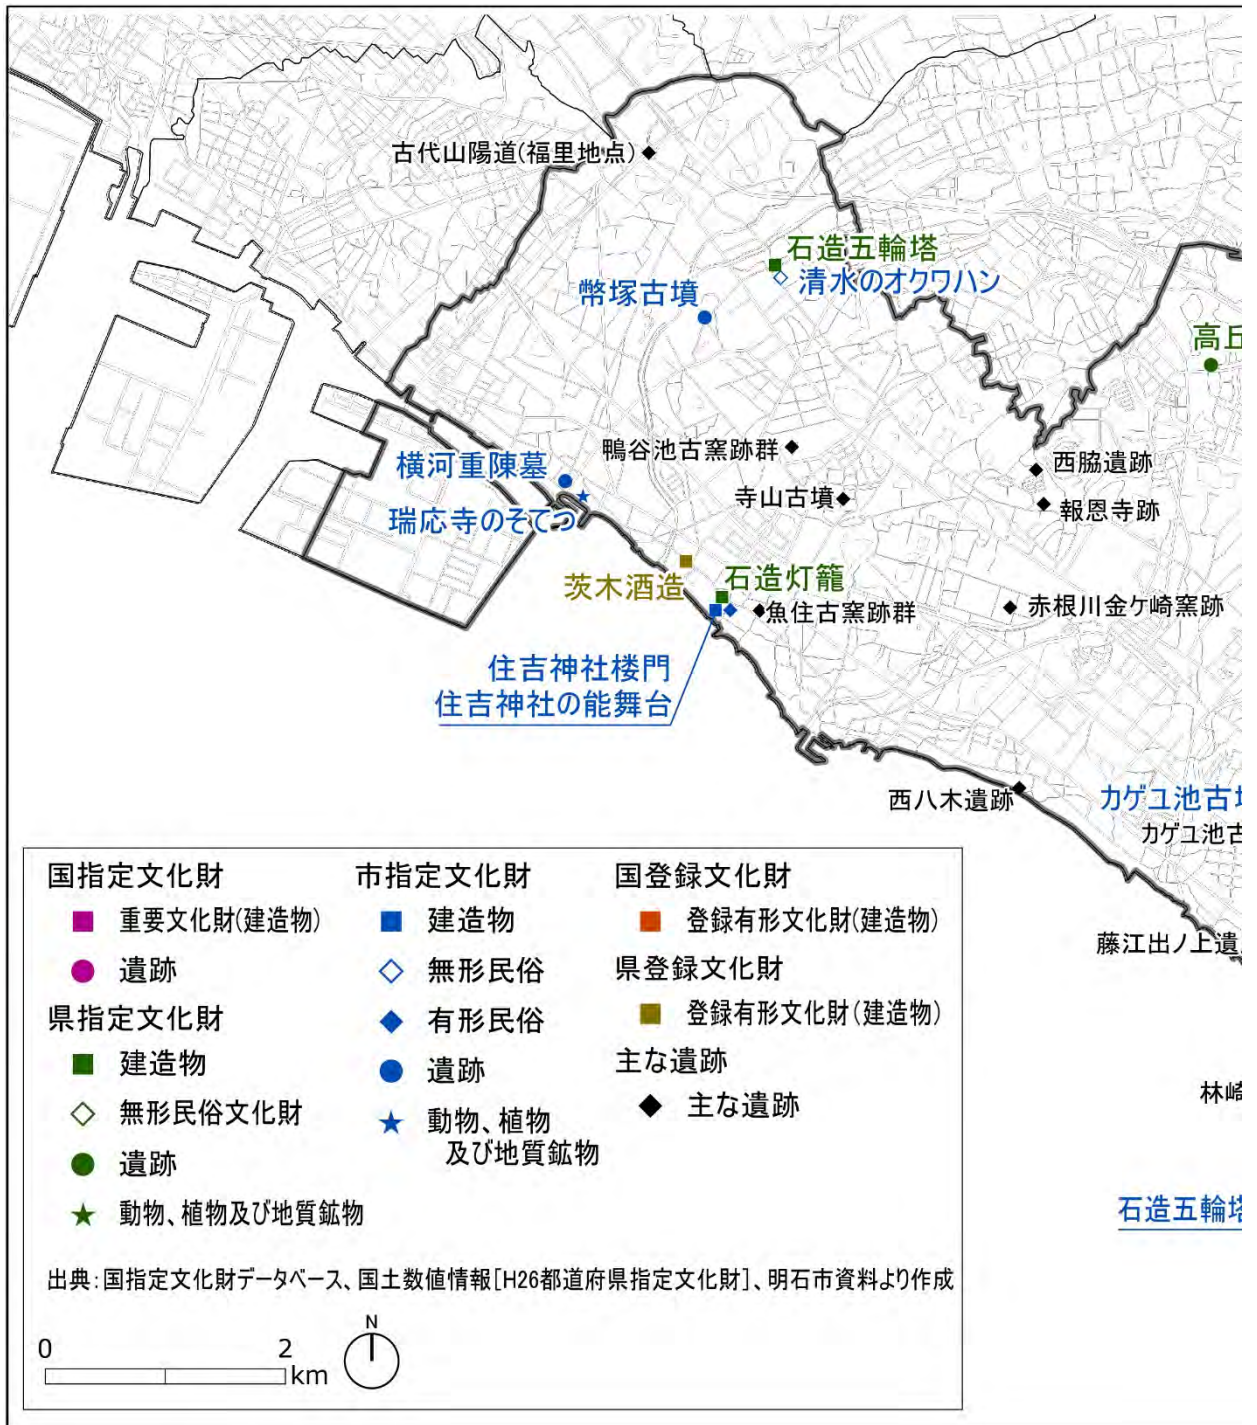 古代山陽道(福里地点)
石造五輪塔
清水のオクワハン
幣塚古墳
高丘
鴨谷池古窯跡群
横河重陳墓
西脇遺跡
寺山古墳
報恩寺跡
瑞応寺のそてつ
茨木酒造
石造灯籠
魚住古窯跡群
赤根川金ケ崎窯跡
住吉神社楼門
住吉神社の能舞台
西八木遺跡
カゲユ池古墳
カゲユ池古
藤江出ノ上遺
林崎
石造五輪塔
国指定文化財
重要文化財(建造物)
遺跡
県指定文化財
建造物
無形民俗文化財
遺跡
動物、植物及び地質鉱物
市指定文化財
建造物
無形民俗
有形民俗
遺跡
動物、植物
及び地質鉱物
国登録文化財
登録有形文化財(建造物)
県登録文化財
登録有形文化財(建造物)
主な遺跡
主な遺跡
出典：国指定文化財データベース、国土数値情報[H26都道府県指定文化財]、明石市資料より作成
0 2
km
N